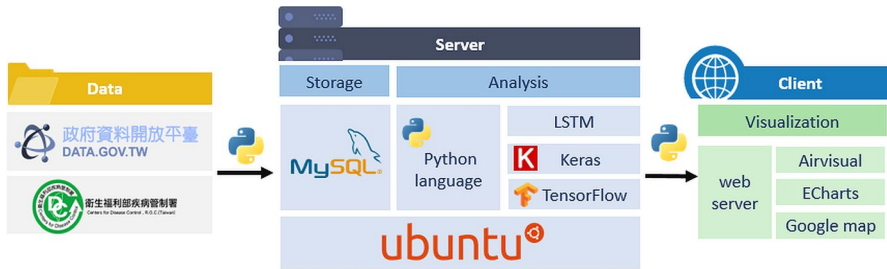 Data
政府資料開放平臺
DATA.GOV.TW
衛生福利部疾病管制署
Centers for Disease Control, R.O.C.(Taiwan)
Server
Storage
Analysis
MySQL
Python
language
LSTM
Keras
TensorFlow
ubuntu
Client
Visualization
web
server
Airvisual
ECharts
Google map